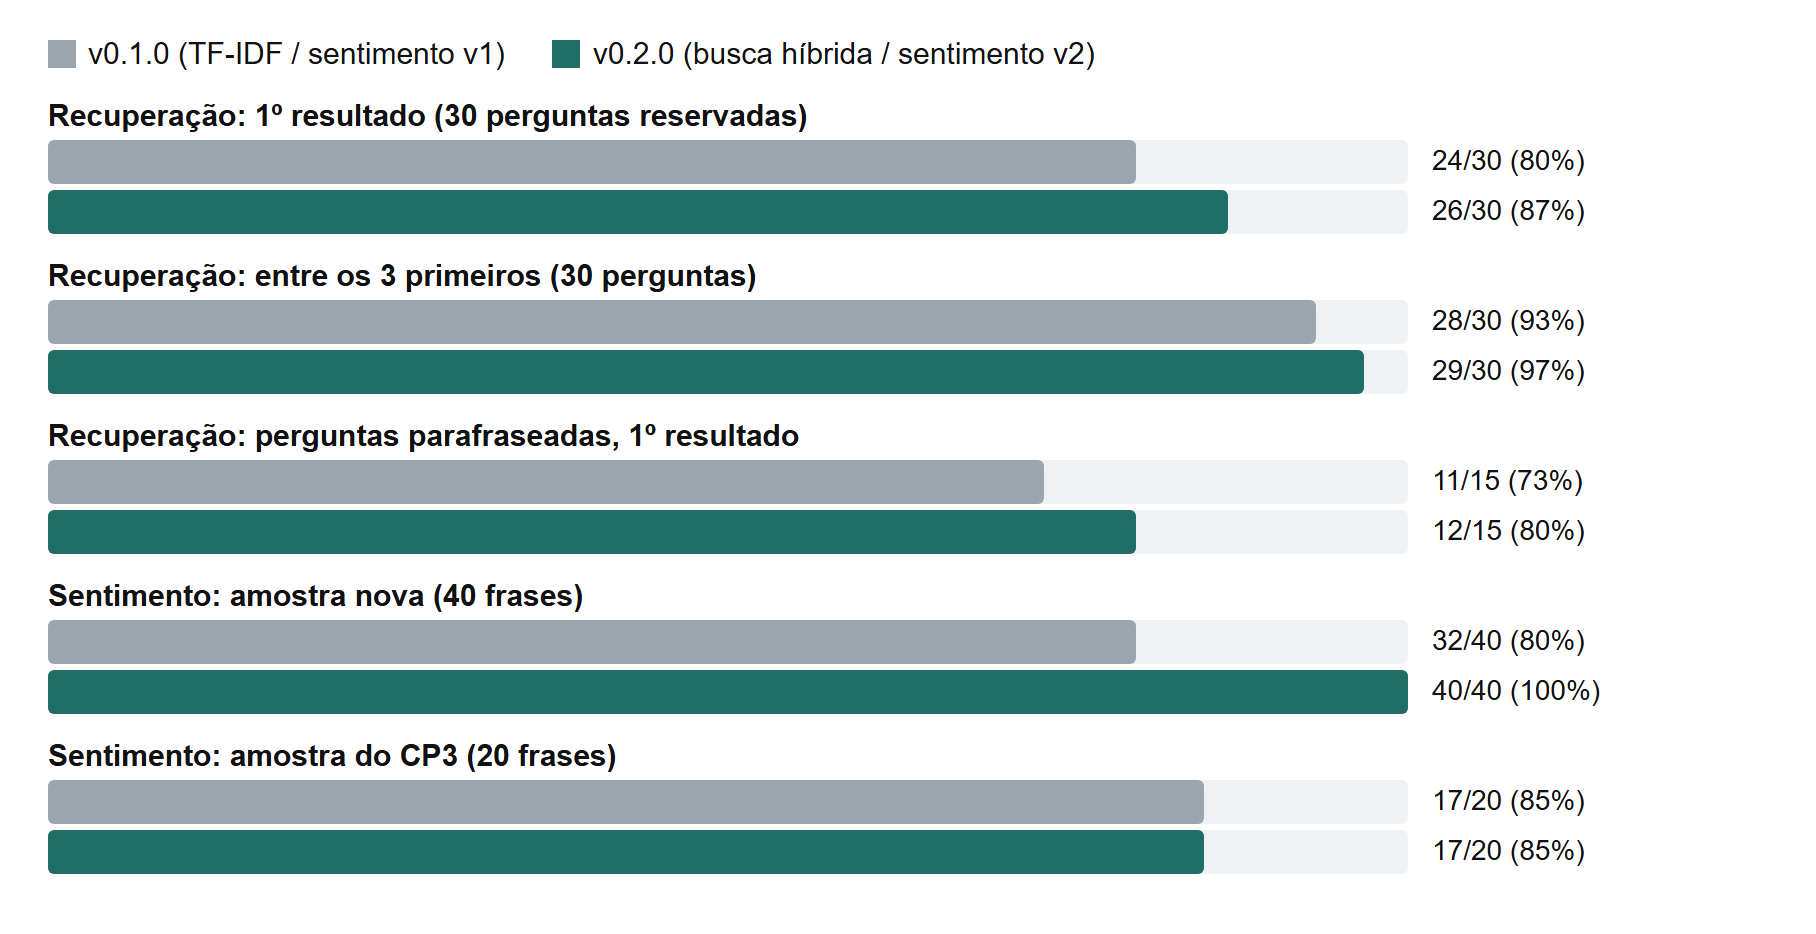 v0.1.0 (TF-IDF / sentimento v1) v0.2.0 (busca híbrida / sentimento v2)
Recuperação: 1º resultado (30 perguntas reservadas)
24/30 (80%)
26/30 (87%)
Recuperação: entre os 3 primeiros (30 perguntas)
28/30 (93%)
29/30 (97%)
Recuperação: perguntas parafraseadas, 1º resultado
11/15 (73%)
12/15 (80%)
Sentimento: amostra nova (40 frases)
32/40 (80%)
40/40 (100%)
Sentimento: amostra do CP3 (20 frases)
17/20 (85%)
17/20 (85%)